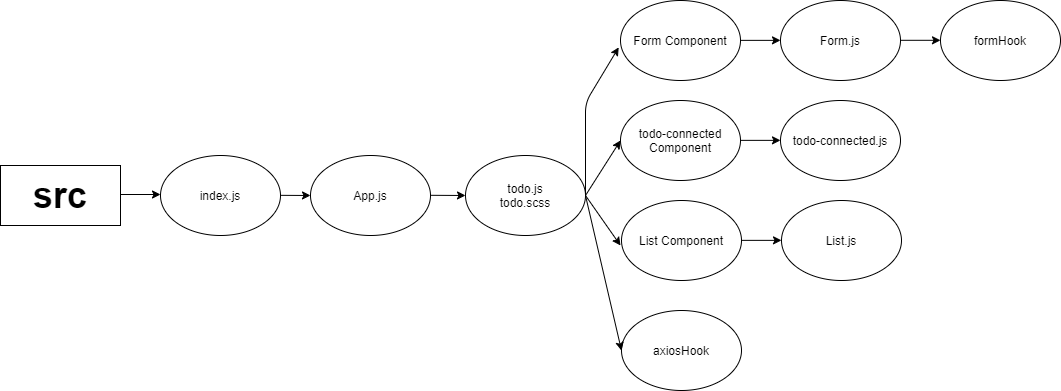 src
index.js
App.js
todo.js
todo.scss
Form Component
Form.js
formHook
todo-connected
Component
todo-connected.js
List Component
List.js
axiosHook